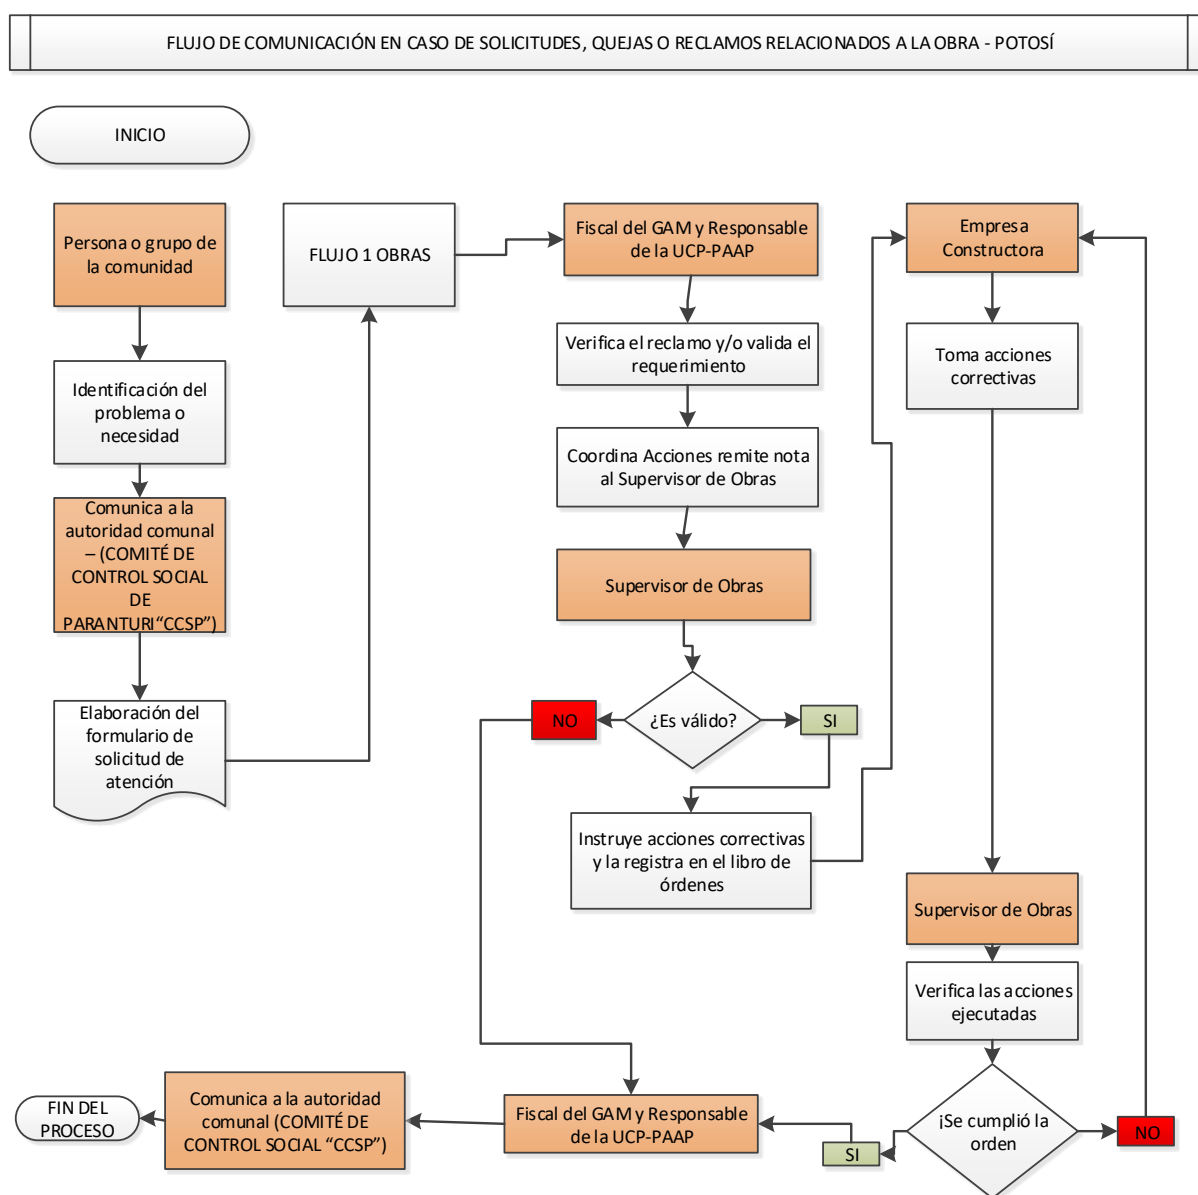 FLUJO DE COMUNICACIÓN EN CASO DE SOLICITUDES, QUEJAS O RECLAMOS RELACIONADOS A LA OBRA - POTOSÍ
INICIO
Persona o grupo de
la comunidad
Identificación del
problema o
necesidad
Comunica a la
autoridad comunal
– (COMITÉ DE
CONTROL SOCIAL
DE
PARANTURI“CCSP”)
Elaboración del
formulario de
solicitud de
atención
FLUJO 1 OBRAS
Fiscal del GAM y Responsable
de la UCP-PAAP
Verifica el reclamo y/o valida el
requerimiento
Coordina Acciones remite nota
al Supervisor de Obras
Supervisor de Obras
¿Es válido?
NO
SI
Instruye acciones correctivas
y la registra en el libro de
órdenes
Empresa
Constructora
Toma acciones
correctivas
Supervisor de Obras
Verifica las acciones
ejecutadas
¡Se cumplió la
orden
NO
SI
Fiscal del GAM y Responsable
de la UCP-PAAP
Comunica a la autoridad
comunal (COMITÉ DE
CONTROL SOCIAL “CCSP”)
FIN DEL
PROCESO